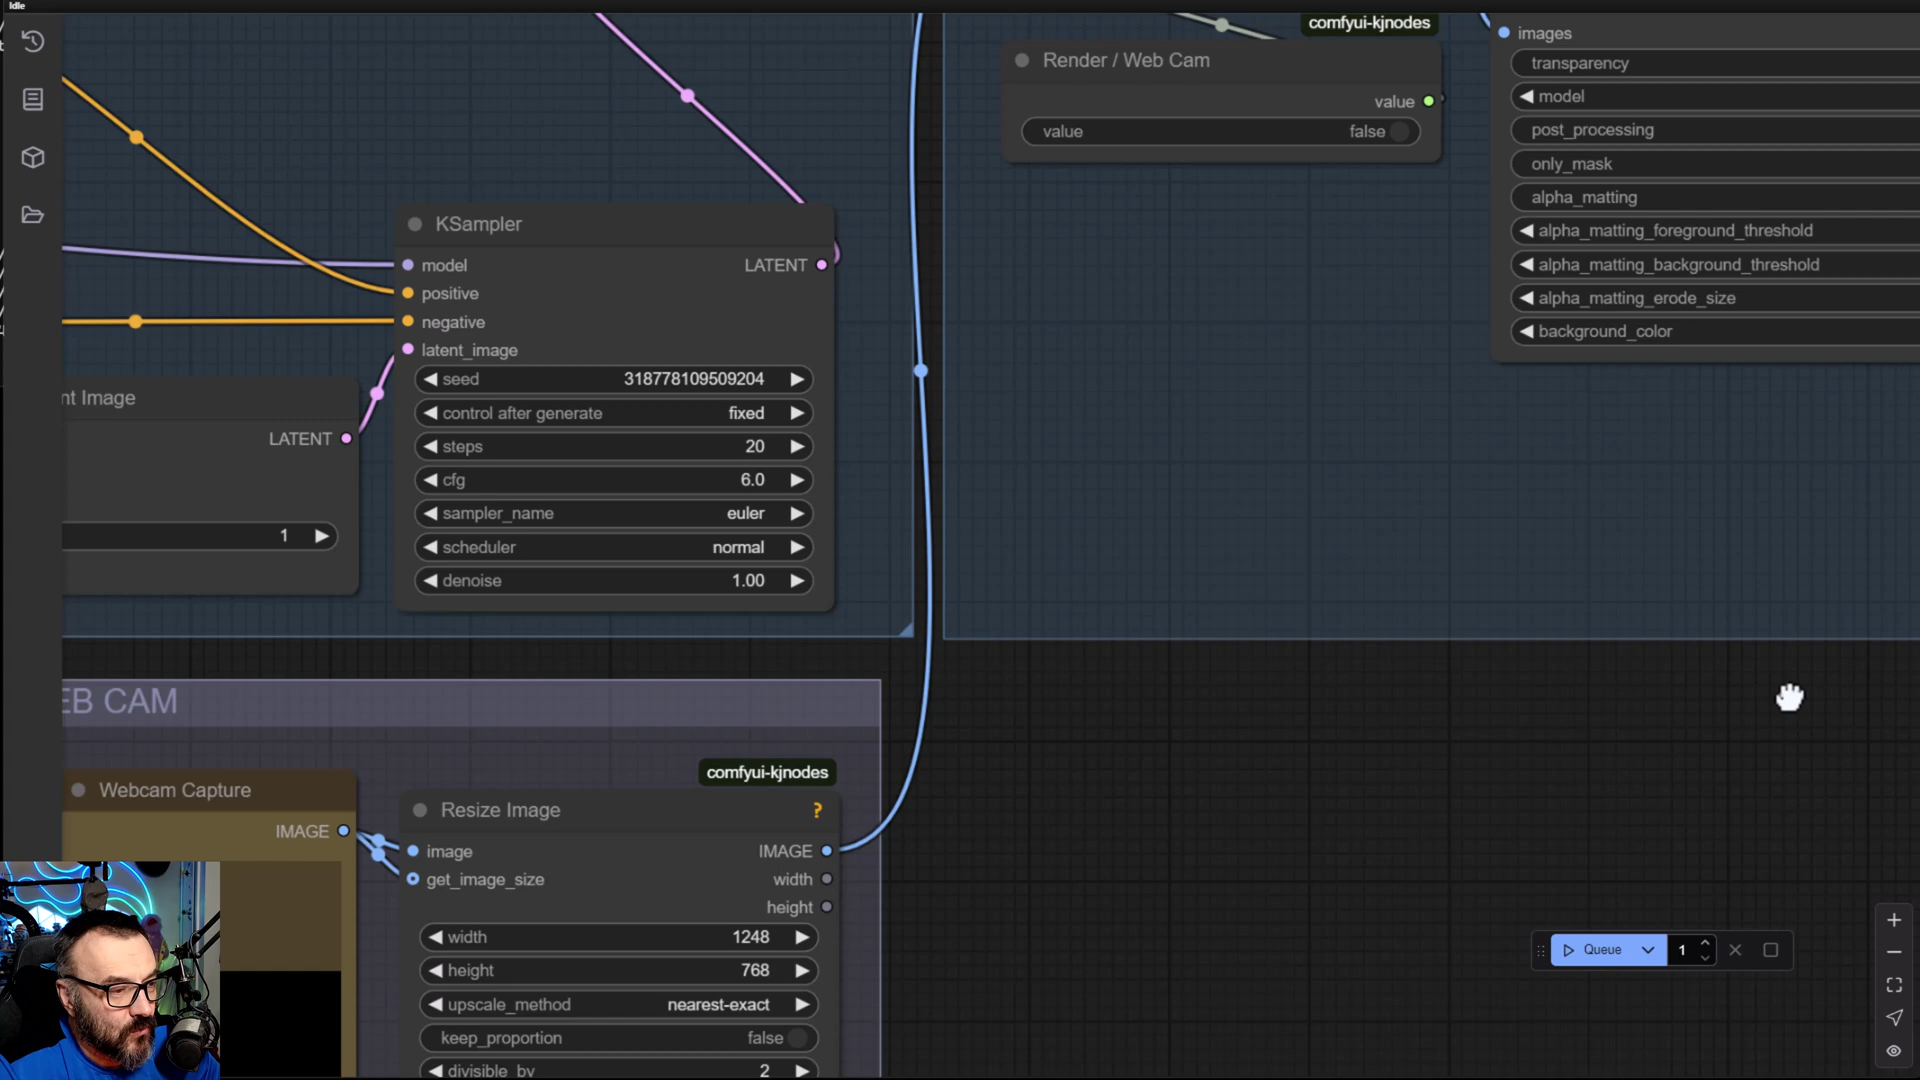 Idle
comfyui-kjnodes
Render / Web Cam
value
value false
images
transparency
model
post_processing
only_mask
alpha_matting
alpha_matting_foreground_threshold
alpha_matting_background_threshold
alpha_matting_erode_size
background_color
KSampler
model LATENT
positive
negative
latent_image
seed 318778109509204
control after generate fixed
steps 20
cfg 6.0
sampler_name euler
scheduler normal
denoise 1.00
nt Image
LATENT
1
EB CAM
Webcam Capture
IMAGE
comfyui-kjnodes
Resize Image ?
image IMAGE
get_image_size width
height
width 1248
height 768
upscale_method nearest-exact
keep_proportion false
divisible_by 2
Queue 1